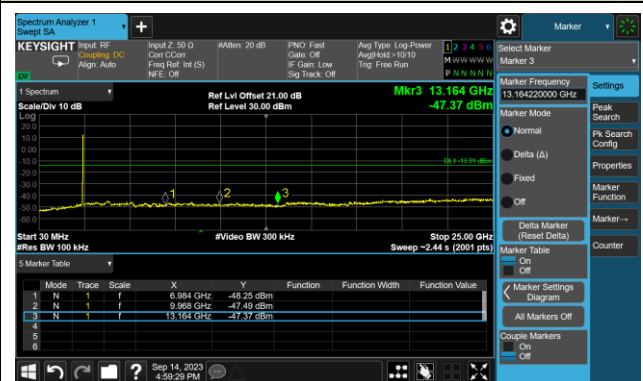 Spectrum Analyzer 1
Swept SA
Marker
KEYSIGHT
Input: RF
Coupling: DC
Align: Auto
Input Z: 50 Ω
Corr CCorr
Freq Ref: Int (S)
NFE: Off
#Atten: 20 dB
PNO: Fast
Gate: Off
IF Gain: Low
Sig Track: Off
Avg Type: Log-Power
Avg|Hold:>10/10
Trig: Free Run
1 2 3 4 5 6
M W W W W W
P N N N N N
Select Marker
Marker 3
LVI
1 Spectrum
Scale/Div 10 dB
Ref Lvl Offset 21.00 dB
Ref Level 30.00 dBm
Mkr3 13.164 GHz
-47.37 dBm
Log
20.0
10.0
0.00
-10.0
-20.0
-30.0
-40.0
-50.0
-60.0
DL1 -13.91 dBm
1
2
3
Start 30 MHz
#Res BW 100 kHz
#Video BW 300 kHz
Stop 25.00 GHz
Sweep ~2.44 s (2001 pts)
5 Marker Table
Mode Trace Scale X Y Function Function Width Function Value
1 N 1 f 6.984 GHz -48.25 dBm
2 N 1 f 9.968 GHz -47.49 dBm
3 N 1 f 13.164 GHz -47.37 dBm
4
5
6
Marker Frequency
13.164220000 GHz
Marker Mode
Normal
Delta (Δ)
Fixed
Off
Delta Marker
(Reset Delta)
Marker Table
On
Off
Marker Settings
Diagram
All Markers Off
Couple Markers
On
Off
Settings
Peak
Search
Pk Search
Config
Properties
Marker
Function
Marker→
Counter
?
Sep 14, 2023
4:59:29 PM